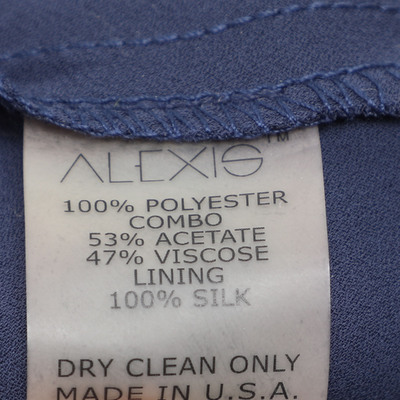 ALEXIS™
100% POLYESTER
COMBO
53% ACETATE
47% VISCOSE
LINING
100% SILK
DRY CLEAN ONLY
MADE IN U.S.A.